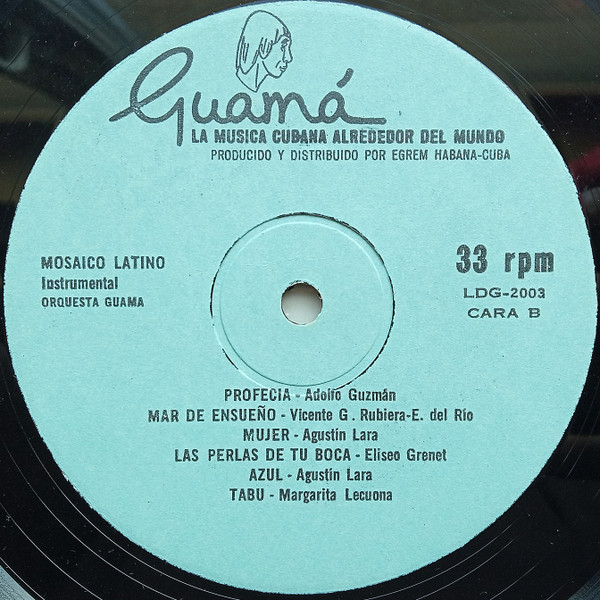 Guamá
LA MUSICA CUBANA ALREDEDOR DEL MUNDO
PRODUCIDO Y DISTRIBUIDO POR EGREM HABANA-CUBA
MOSAICO LATINO
Instrumental
ORQUESTA GUAMA
33 rpm
LDG-2003
CARA B
PROFECIA - Adolfo Guzmán
MAR DE ENSUEÑO - Vicente G. Rubiera-E. del Río
MUJER - Agustín Lara
LAS PERLAS DE TU BOCA - Eliseo Grenet
AZUL - Agustín Lara
TABU - Margarita Lecuona